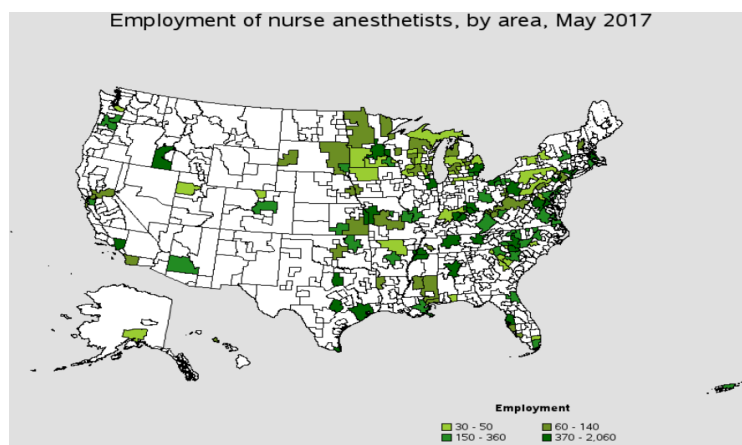 Employment of nurse anesthetists, by area, May 2017
Employment
30 - 50
60 - 140
150 - 360
370 - 2,060